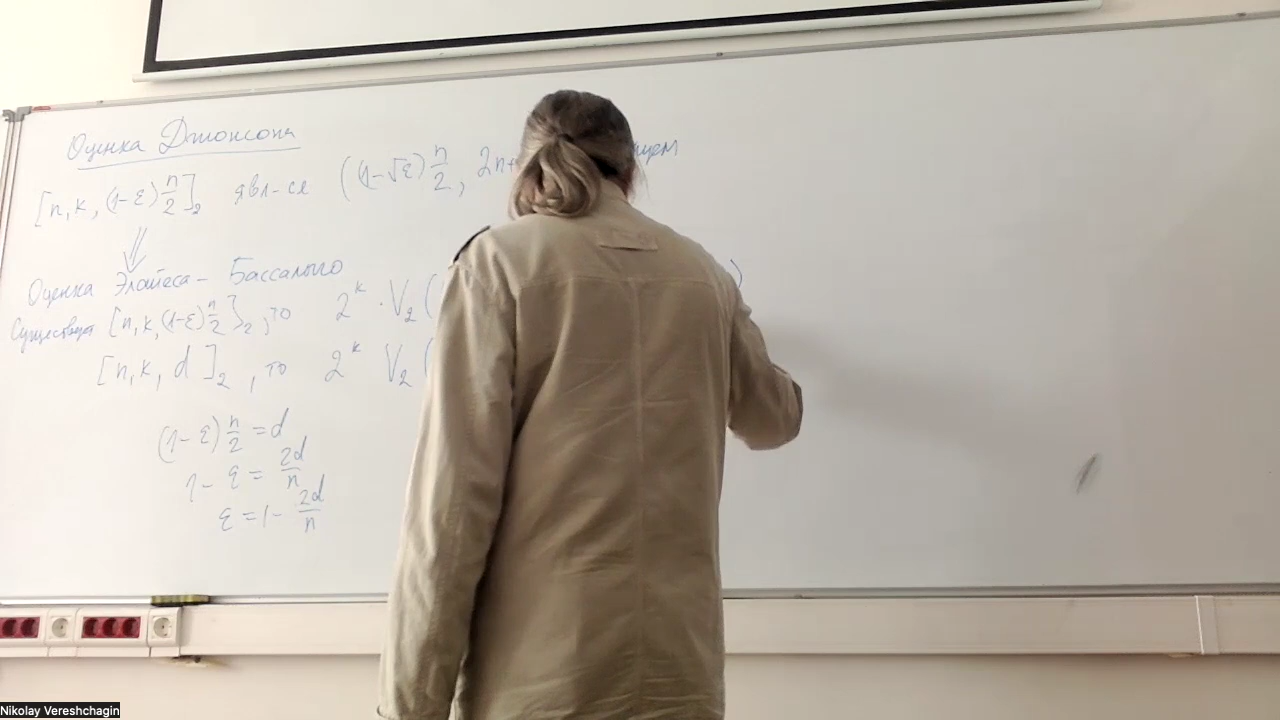 Оценка Джонсона
[n, k, (1-ε) n/2]₂ явл-ся ((1-√ε) n/2, 2n+
⇓
Оценка Элайеса - Бассалыго
Существует [n, k, (1-ε) n/2]₂, то 2^k · V₂(
[n, k, d]₂, то 2^k V₂(
(1-ε) n/2 = d
1 - ε = 2d/n
ε = 1 - 2d/n
Nikolay Vereshchagin